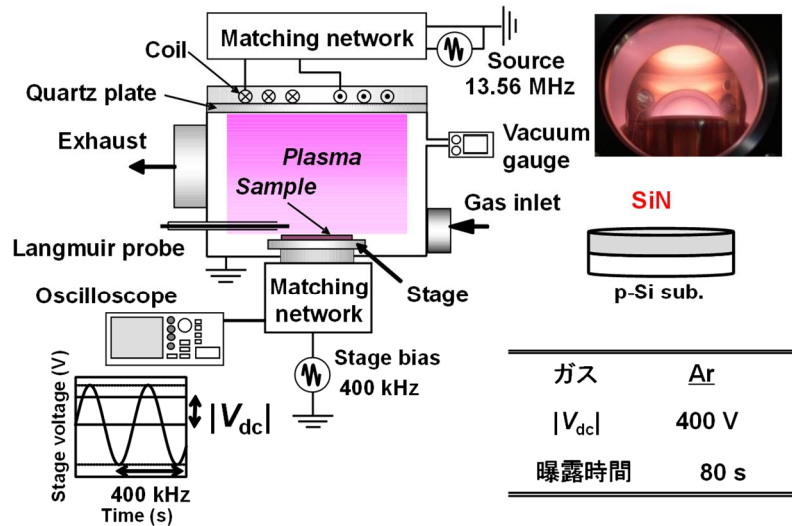 Matching network
Coil
Source
13.56 MHz
Quartz plate
Exhaust
Plasma
Vacuum
gauge
Sample
Gas inlet
SiN
Langmuir probe
p-Si sub.
Stage
Matching
network
Oscilloscope
Stage bias
400 kHz
Stage voltage (V)
|Vdc|
400 kHz
Time (s)
ガス Ar
|Vdc| 400 V
曝露時間 80 s